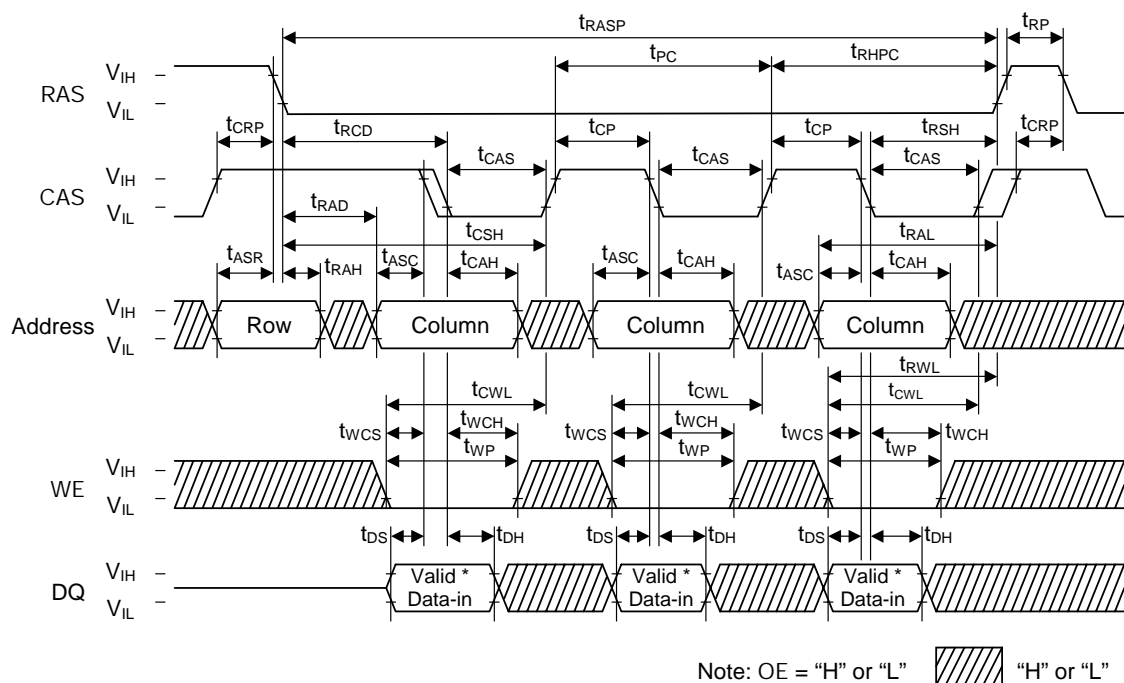 tRASP
tRP
tPC
tRHPC
RAS
VIH
VIL
tCRP
tRCD
tCP
tCP
tRSH
tCRP
tCAS
tCAS
tCAS
CAS
VIH
VIL
tRAD
tCSH
tRAL
tASR
tRAH
tASC
tCAH
tASC
tCAH
tASC
tCAH
Address
VIH
VIL
Row
Column
Column
Column
tRWL
tCWL
tCWL
tCWL
tWCS
tWCH
tWCS
tWCH
tWCS
tWCH
tWP
tWP
tWP
WE
VIH
VIL
tDS
tDH
tDS
tDH
tDS
tDH
DQ
VIH
VIL
Valid *
Data-in
Valid *
Data-in
Valid *
Data-in
Note: OE = “H” or “L”
“H” or “L”